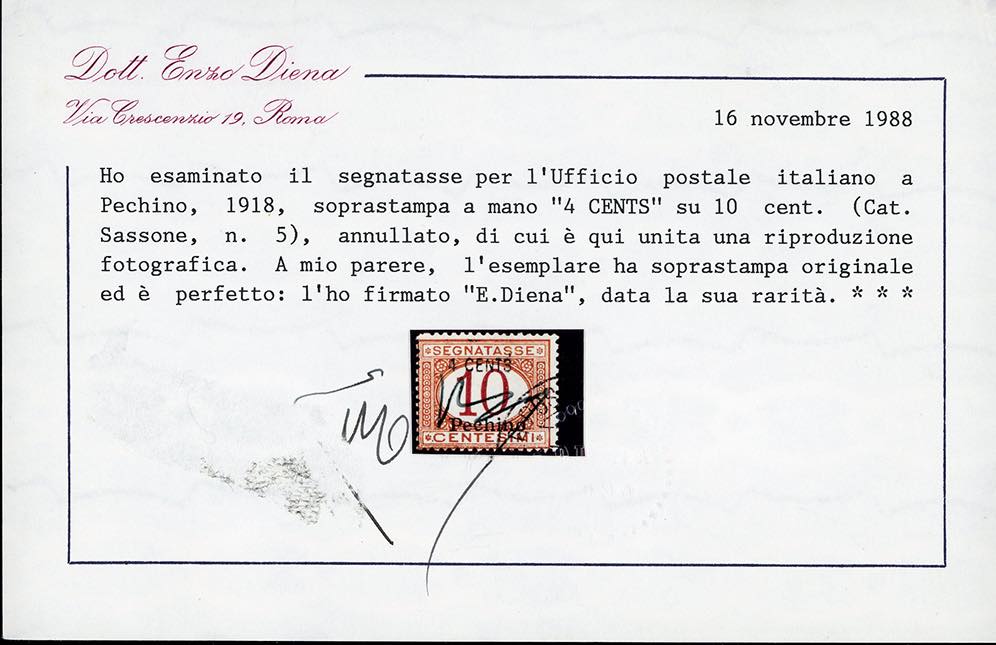 Dott. Enzo Diena
Via Crescenzio 19, Roma
16 novembre 1988
Ho esaminato il segnatasse per l'Ufficio postale italiano a
Pechino, 1918, soprastampa a mano "4 CENTS" su 10 cent. (Cat.
Sassone, n. 5), annullato, di cui è qui unita una riproduzione
fotografica. A mio parere, l'esemplare ha soprastampa originale
ed è perfetto: l'ho firmato "E.Diena", data la sua rarità. * * *
SEGNATASSE
4 CENTS
10
Pechino
CENTESIMI